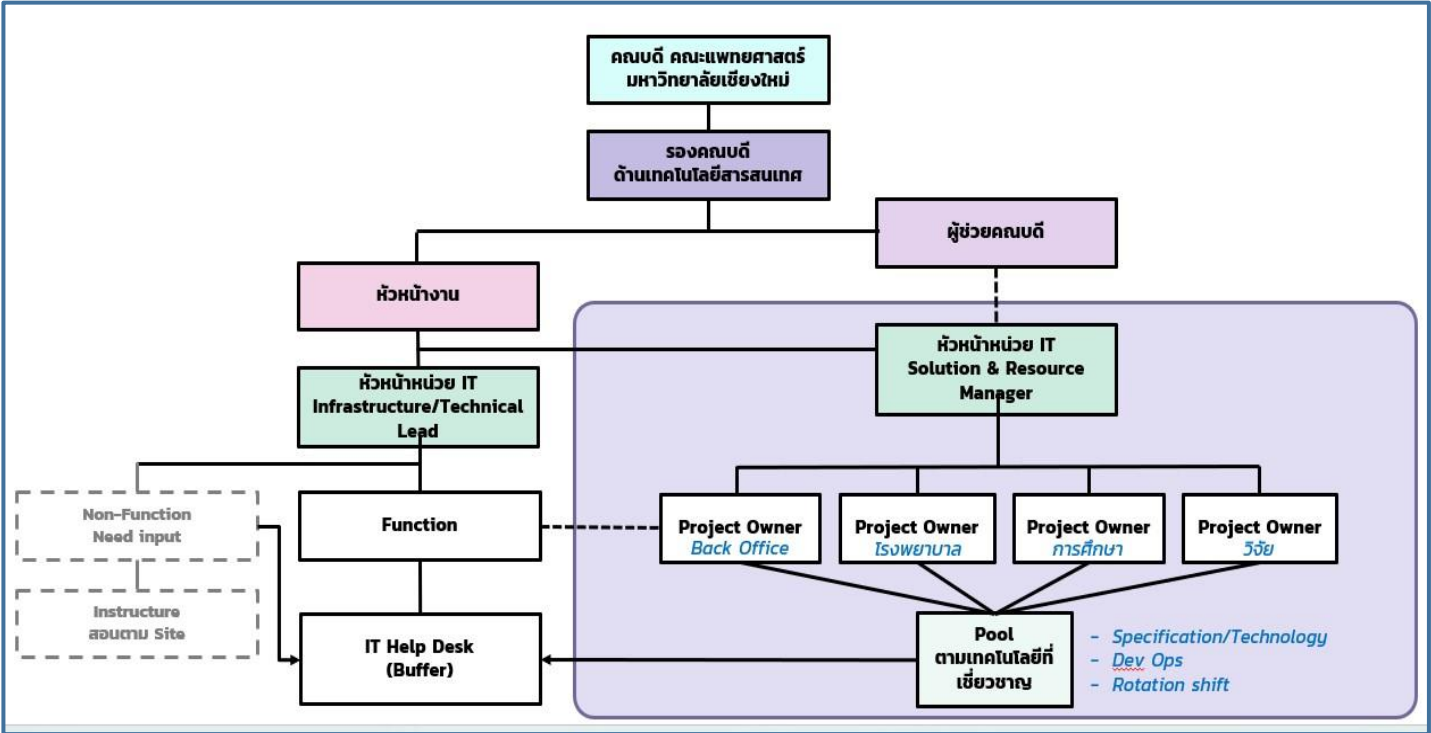 คณบดี คณะแพทยศาสตร์
มหาวิทยาลัยเชียงใหม่
รองคณบดี
ด้านเทคโนโลยีสารสนเทศ
ผู้ช่วยคณบดี
หัวหน้างาน
หัวหน้าหน่วย IT
Solution & Resource
Manager
หัวหน้าหน่วย IT
Infrastructure/Technical
Lead
Non-Function
Need input
Function
Project Owner
Back Office
Project Owner
โรงพยาบาล
Project Owner
การศึกษา
Project Owner
วิจัย
Instructure
สอนตาม Site
IT Help Desk
(Buffer)
Pool
ตามเทคโนโลยีที่
เชี่ยวชาญ
- Specification/Technology
- Dev Ops
- Rotation shift